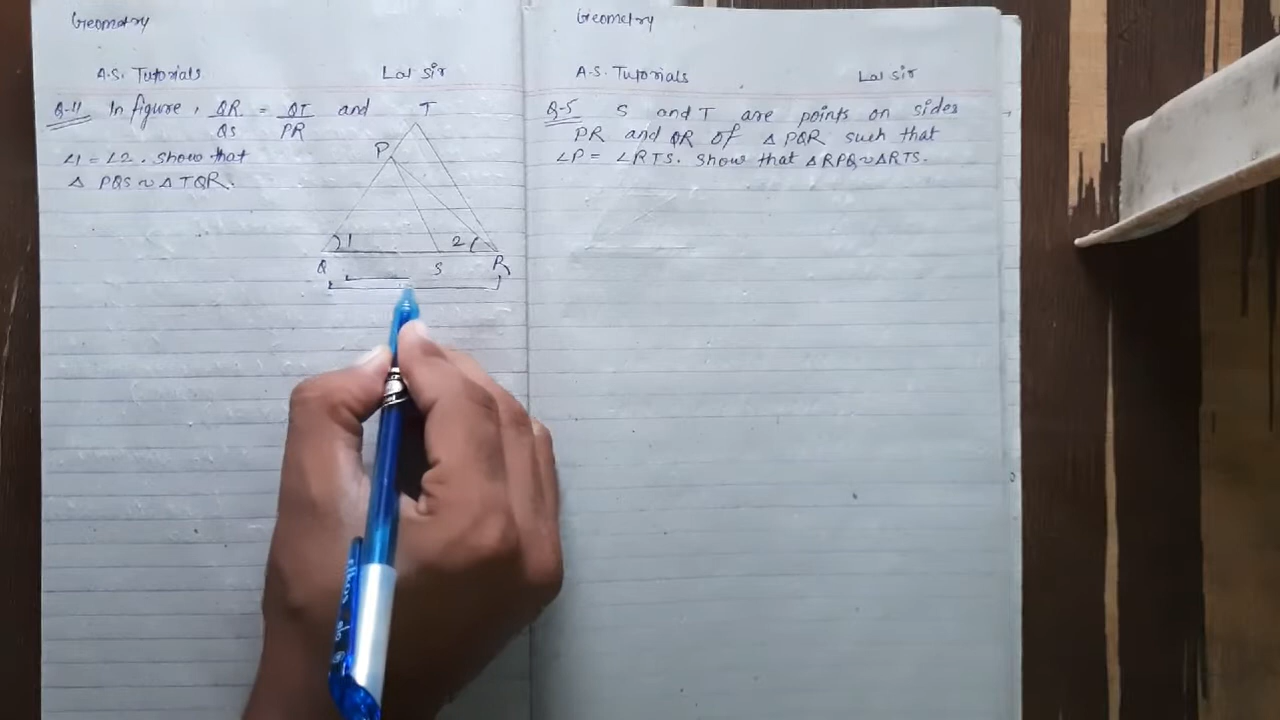 Geometry
A.S. Tutorials Lal Sir
Q-11 In figure, QR/QS = QT/PR and
∠1 = ∠2. Show that
Δ PQS ~ Δ TQR.
T
P
1 2
Q S R
Geometry
A.S. Tutorials Lal Sir
Q-5 S and T are points on sides
PR and QR of Δ PQR such that
∠P = ∠RTS. Show that ΔRPQ ~ ΔRTS.